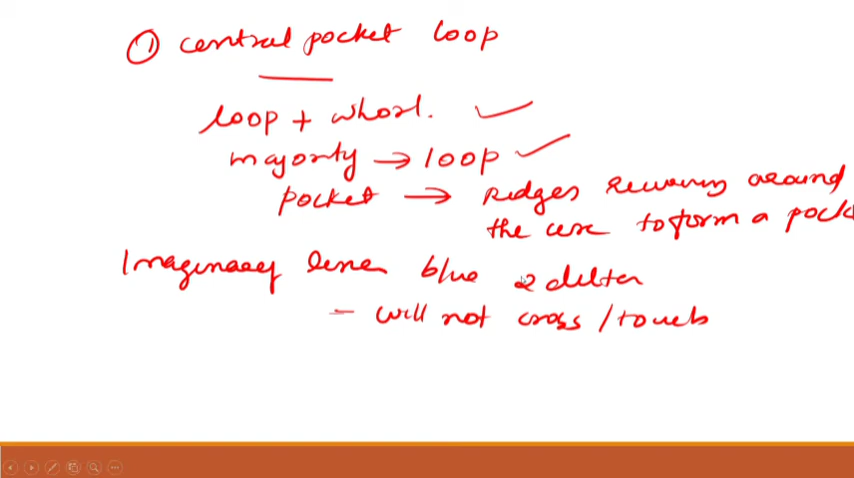 ① central pocket loop
loop + whorl.
majority → loop
pocket → Ridges recurving around
the core to form a pock
Imaginary line b/w 2 delta
- will not cross / touch